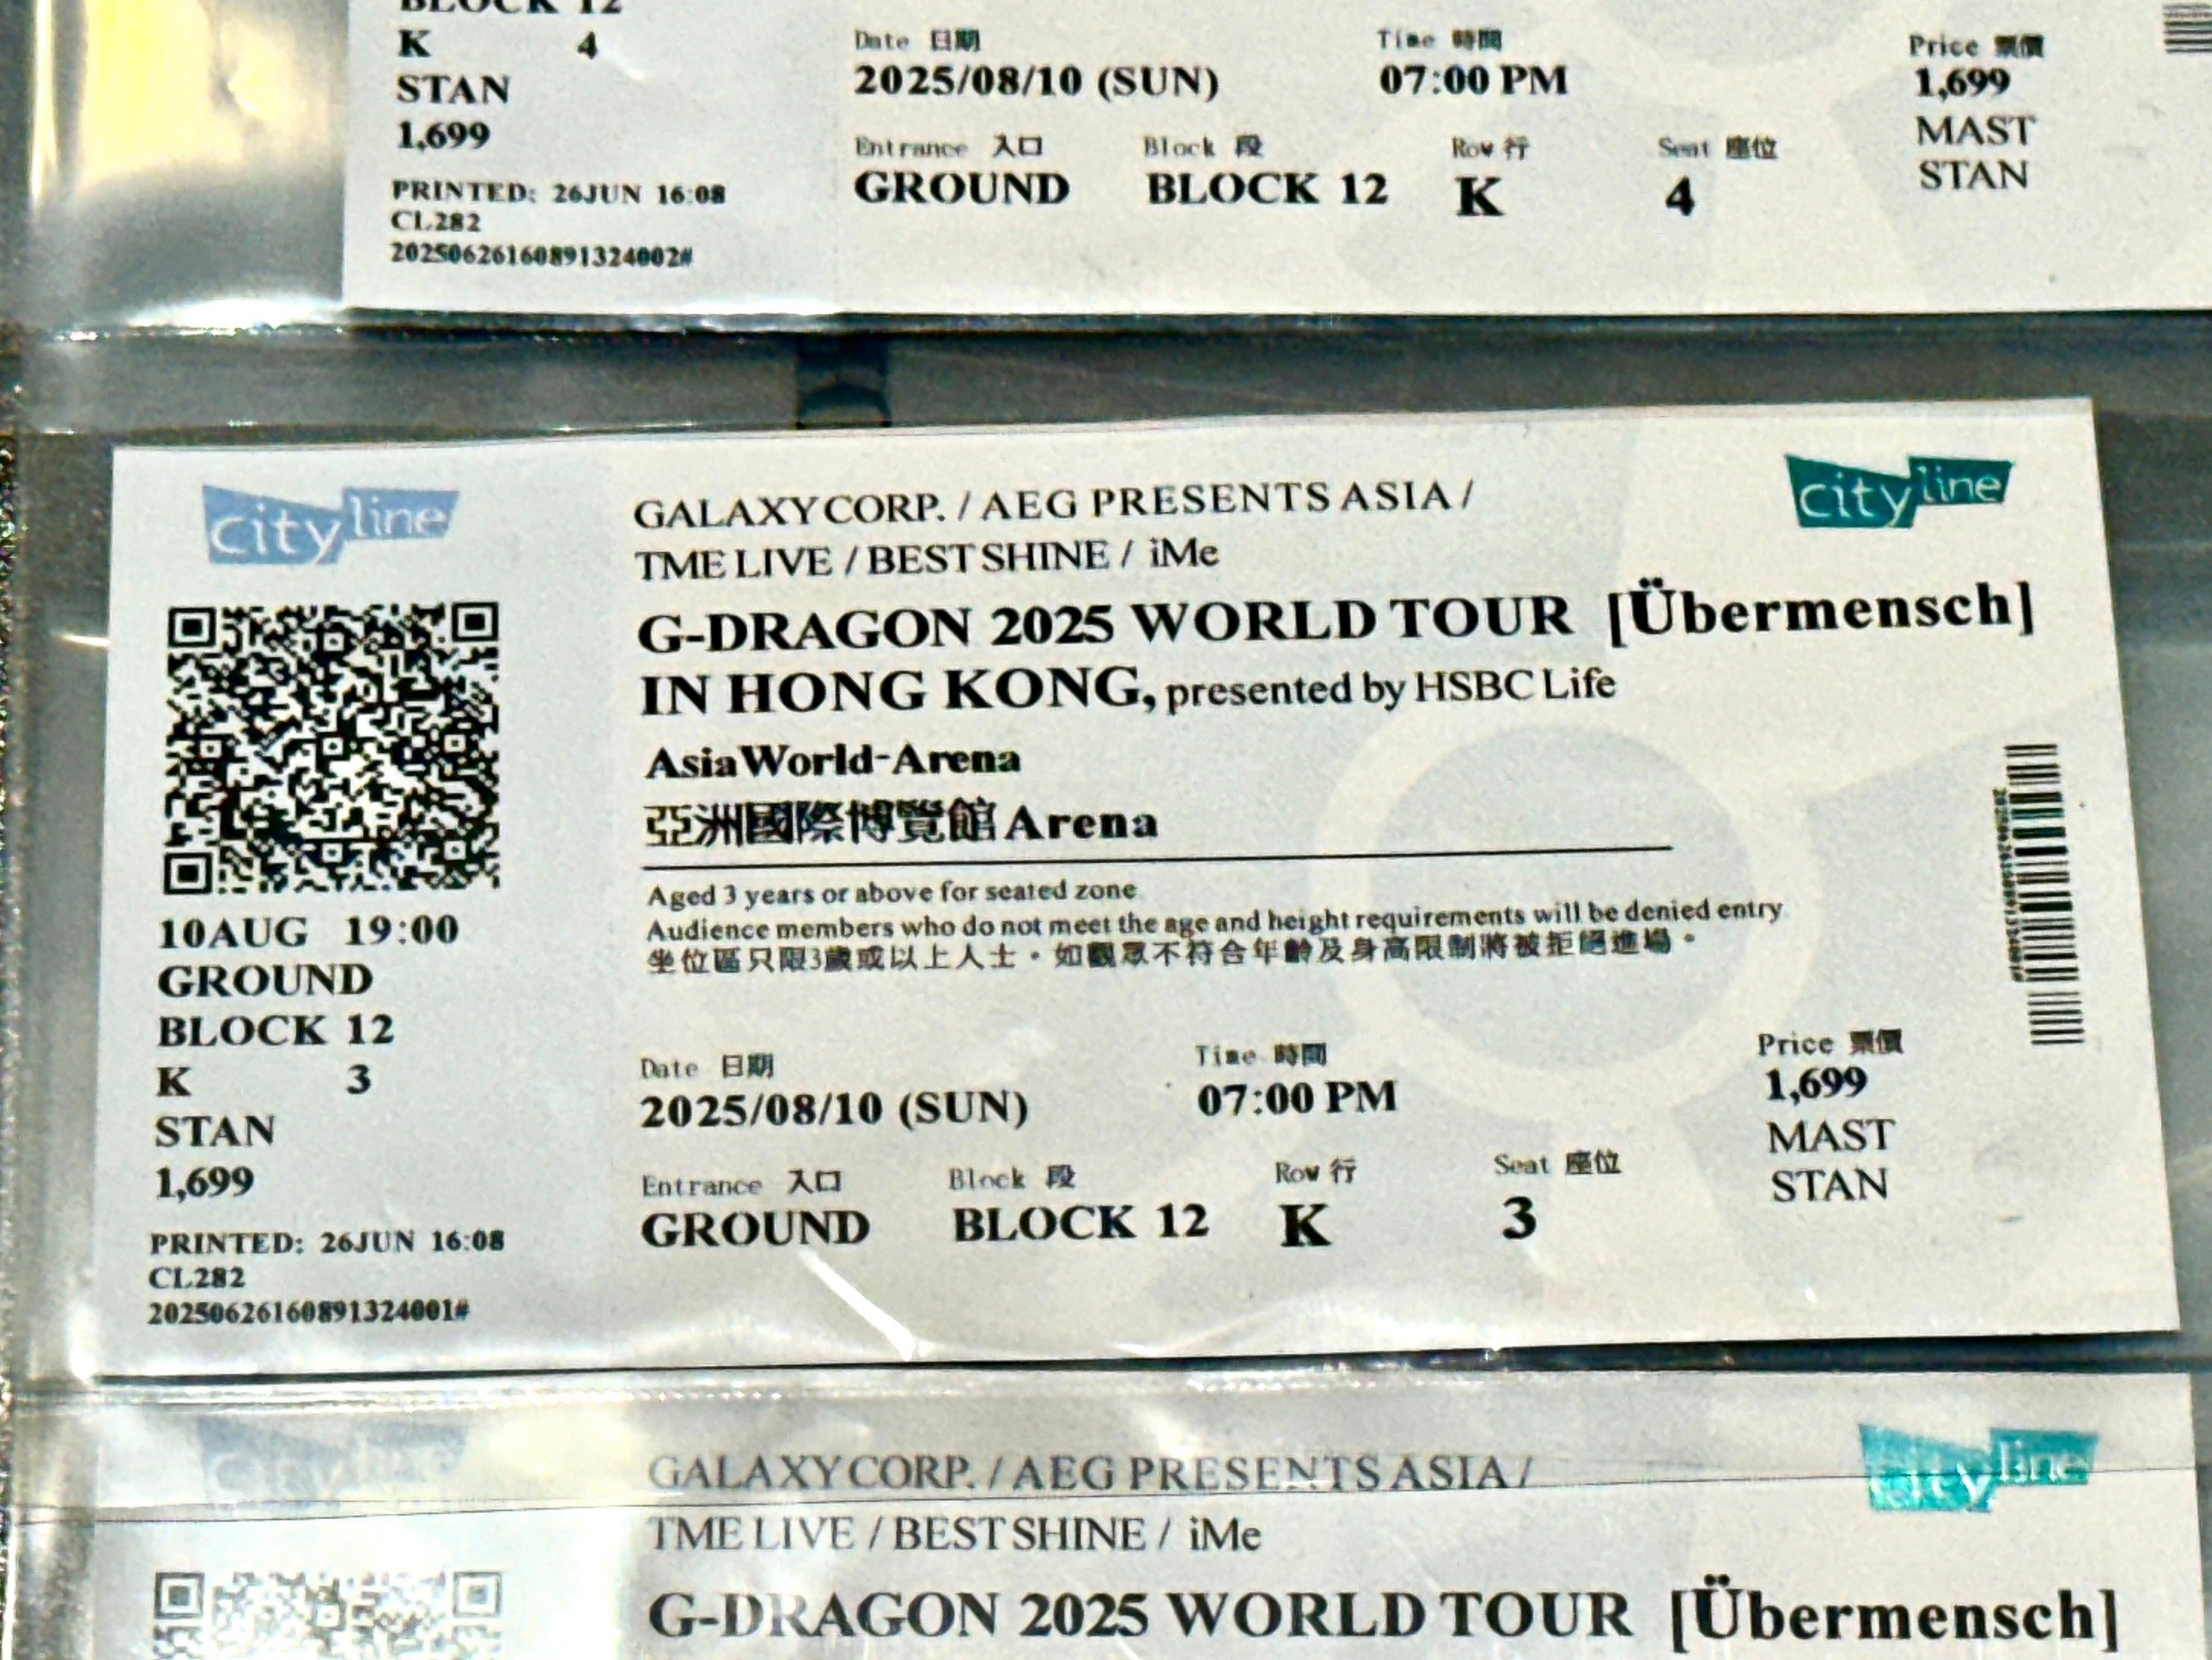 BLOCK 12
K 4
STAN
1,699
PRINTED: 26JUN 16:08
CL282
20250626160891324002#
Date 日期 Time 時間 Price 票價
2025/08/10 (SUN) 07:00 PM 1,699
MAST
STAN
Entrance 入口 Block 段 Row 行 Seat 座位
GROUND BLOCK 12 K 4
cityline
10AUG 19:00
GROUND
BLOCK 12
K 3
STAN
1,699
PRINTED: 26JUN 16:08
CL282
20250626160891324001#
GALAXY CORP. / AEG PRESENTS ASIA /
TME LIVE / BEST SHINE / iMe
cityline
G-DRAGON 2025 WORLD TOUR [Übermensch]
IN HONG KONG, presented by HSBC Life
AsiaWorld-Arena
亞洲國際博覽館 Arena
Aged 3 years or above for seated zone
Audience members who do not meet the age and height requirements will be denied entry
坐位區只限3歲或以上人士。如觀眾不符合年齡及身高限制將被拒絕進場。
Date 日期 Time 時間 Price 票價
2025/08/10 (SUN) 07:00 PM 1,699
MAST
STAN
Entrance 入口 Block 段 Row 行 Seat 座位
GROUND BLOCK 12 K 3
cityline
GALAXY CORP. / AEG PRESENTS ASIA /
TME LIVE / BEST SHINE / iMe
cityline
G-DRAGON 2025 WORLD TOUR [Übermensch]